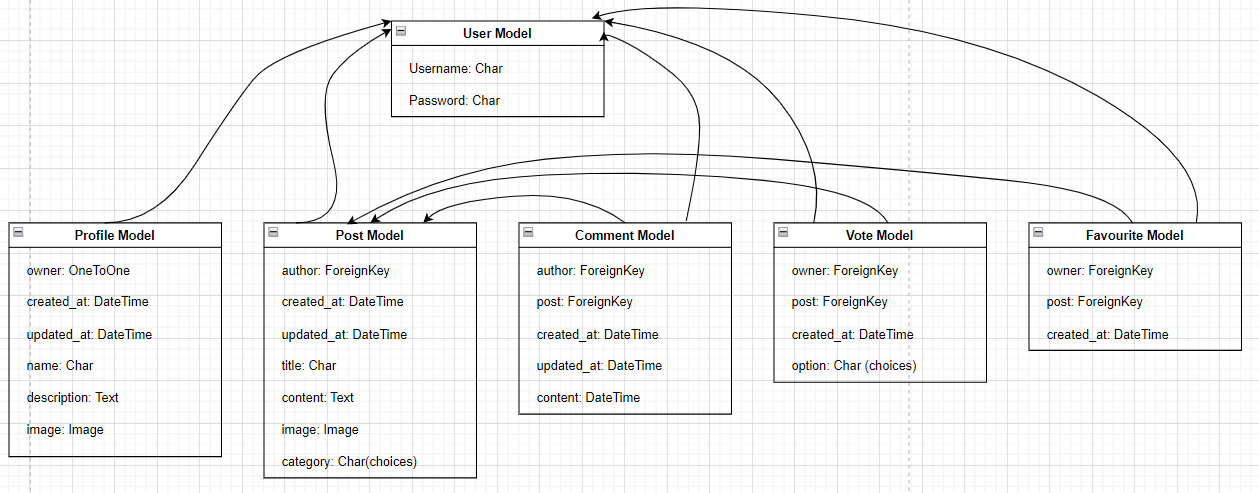 User Model
Username: Char
Password: Char
Profile Model
owner: OneToOne
created_at: DateTime
updated_at: DateTime
name: Char
description: Text
image: Image
Post Model
author: ForeignKey
created_at: DateTime
updated_at: DateTime
title: Char
content: Text
image: Image
category: Char(choices)
Comment Model
author: ForeignKey
post: ForeignKey
created_at: DateTime
updated_at: DateTime
content: DateTime
Vote Model
owner: ForeignKey
post: ForeignKey
created_at: DateTime
option: Char (choices)
Favourite Model
owner: ForeignKey
post: ForeignKey
created_at: DateTime